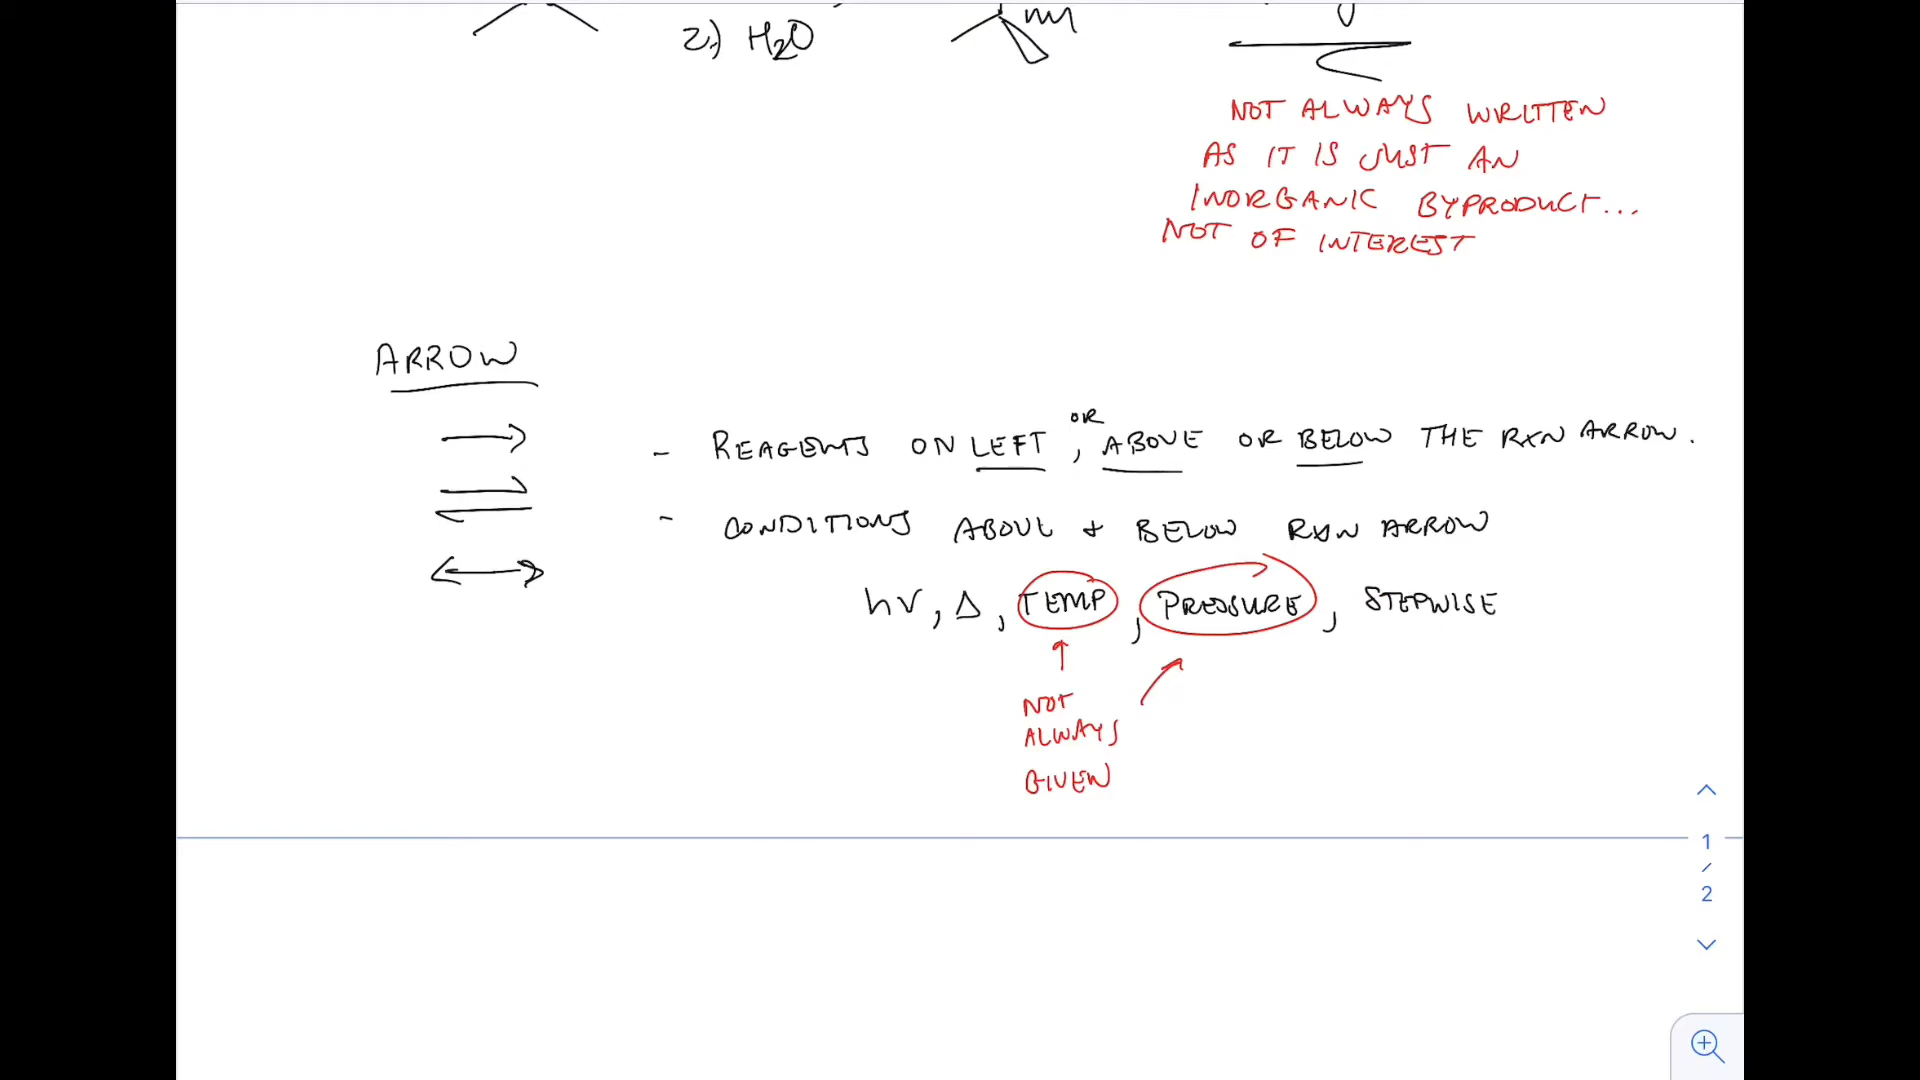 2.) H₂O
NOT ALWAYS WRITTEN
AS IT IS JUST AN
INORGANIC BYPRODUCT...
NOT OF INTEREST
ARROW
→
⇌
↔
- REAGENTS ON LEFT, OR ABOVE OR BELOW THE RXN ARROW.
- CONDITIONS ABOVE + BELOW RXN ARROW
hν, Δ, TEMP, PRESSURE, STEPWISE
NOT
ALWAYS
GIVEN
1
/
2